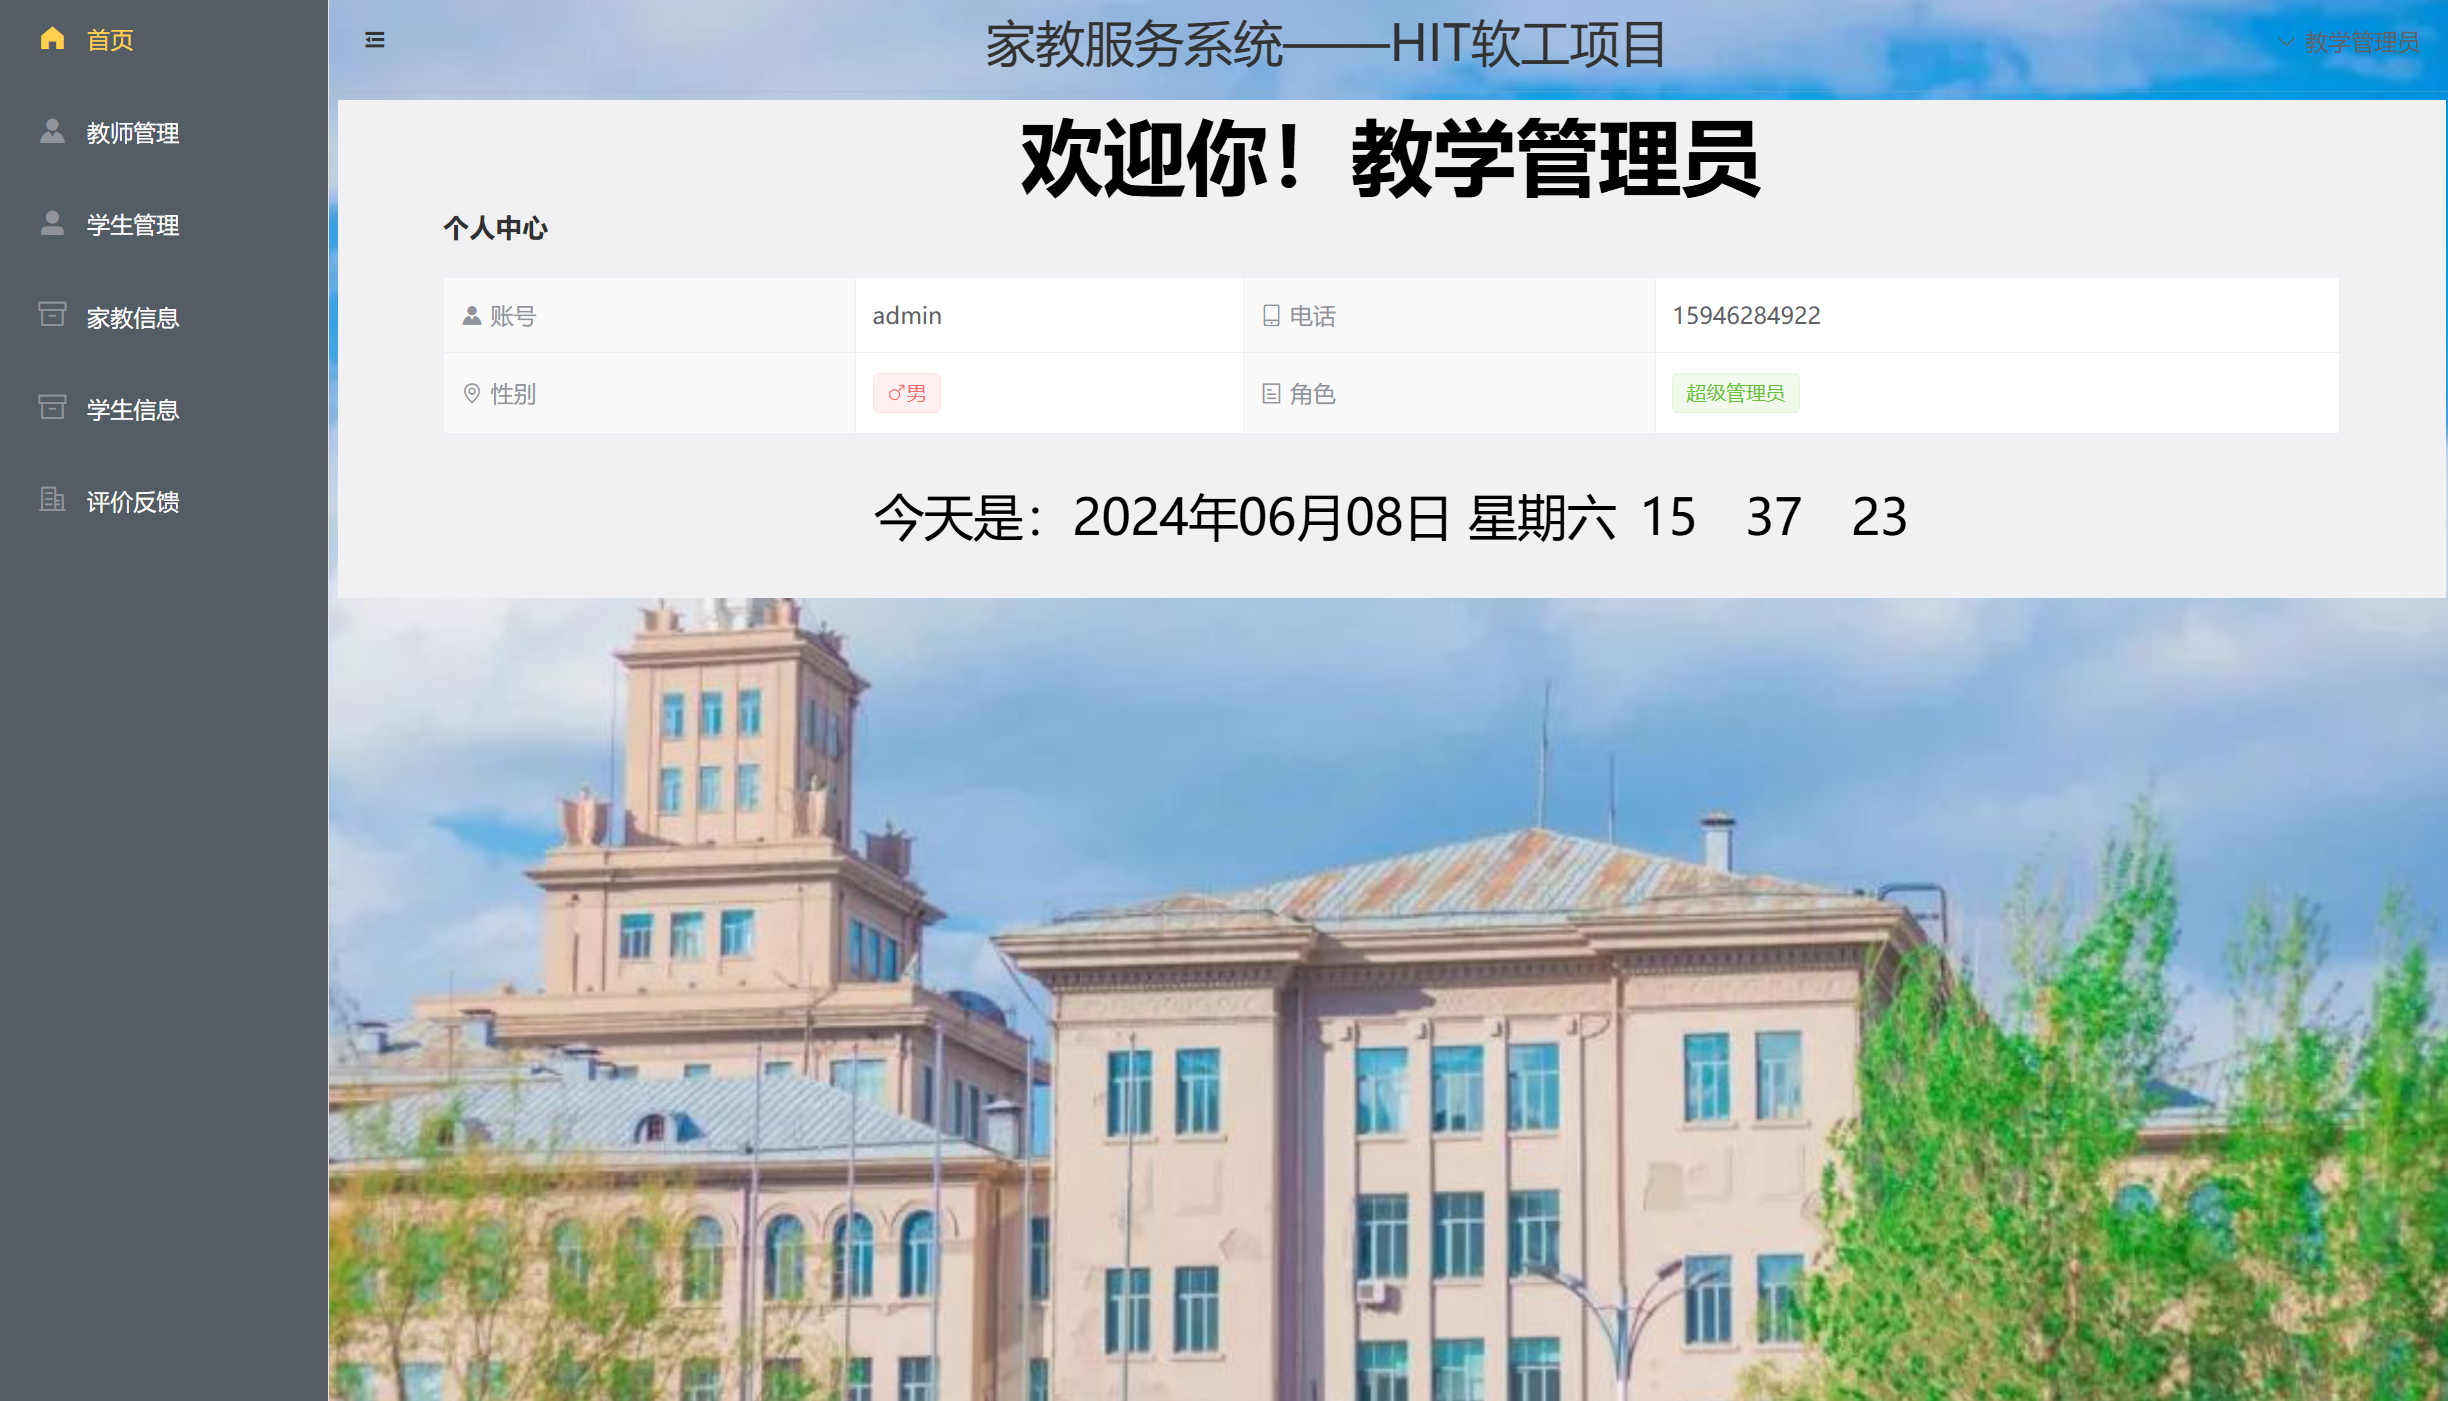 首页
教师管理
学生管理
家教信息
学生信息
评价反馈
家教服务系统——HIT软工项目
教学管理员
欢迎你！教学管理员
个人中心
账号 admin 电话 15946284922
性别 ♂男 角色 超级管理员
今天是：2024年06月08日 星期六 15 37 23